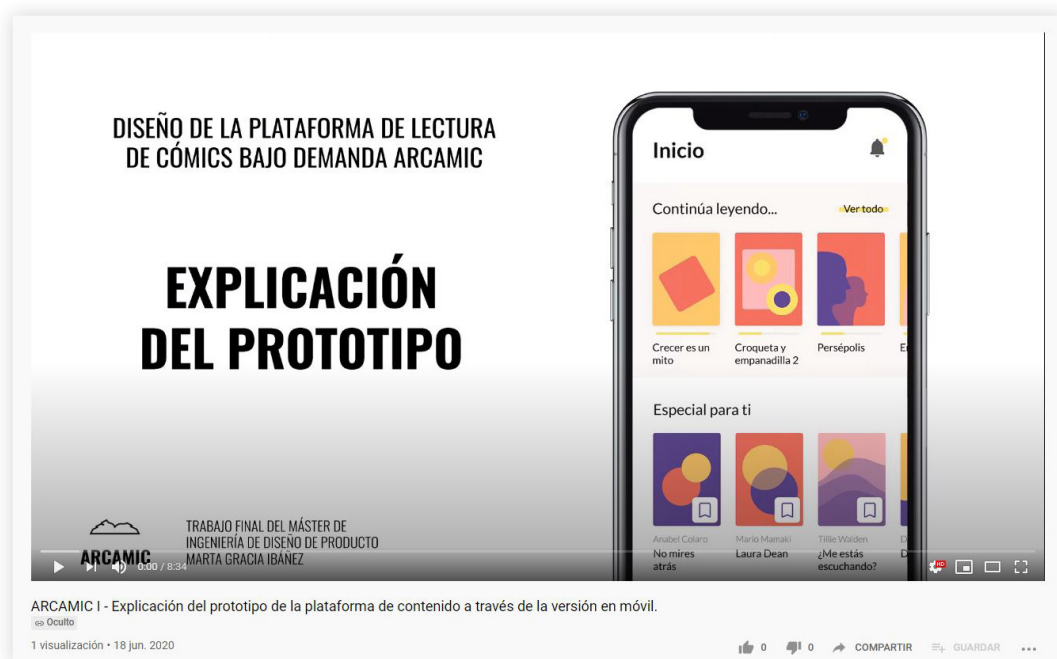 DISEÑO DE LA PLATAFORMA DE LECTURA
DE CÓMICS BAJO DEMANDA ARCAMIC
EXPLICACIÓN
DEL PROTOTIPO
Inicio
Continúa leyendo...
Ver todo
Crecer es un
mito
Croqueta y
empanadilla 2
Persépolis
Especial para ti
Anabel Colaro
No mires
atrás
Mario Mamaki
Laura Dean
Tillie Walden
¿Me estás
escuchando?
D
D
ARCAMIC
TRABAJO FINAL DEL MÁSTER DE
INGENIERÍA DE DISEÑO DE PRODUCTO
MARTA GRACIA IBÁÑEZ
0:00 / 8:34
HD
ARCAMIC I - Explicación del prototipo de la plataforma de contenido a través de la versión en móvil.
Oculto
1 visualización • 18 jun. 2020
0
0
COMPARTIR
GUARDAR